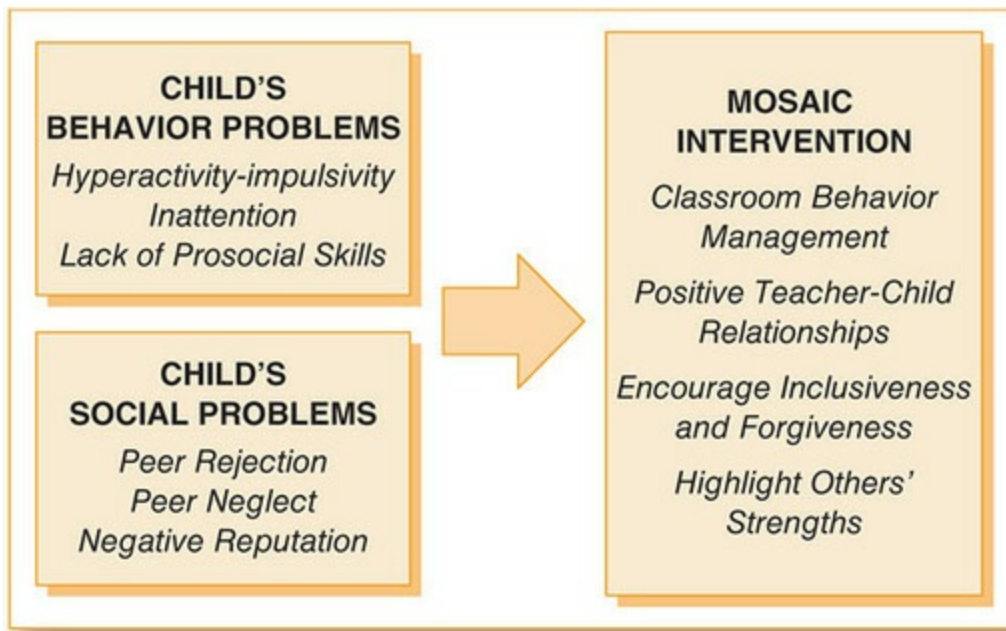 CHILD'S
BEHAVIOR PROBLEMS
Hyperactivity-impulsivity
Inattention
Lack of Prosocial Skills
CHILD'S
SOCIAL PROBLEMS
Peer Rejection
Peer Neglect
Negative Reputation
MOSAIC
INTERVENTION
Classroom Behavior
Management
Positive Teacher-Child
Relationships
Encourage Inclusiveness
and Forgiveness
Highlight Others'
Strengths